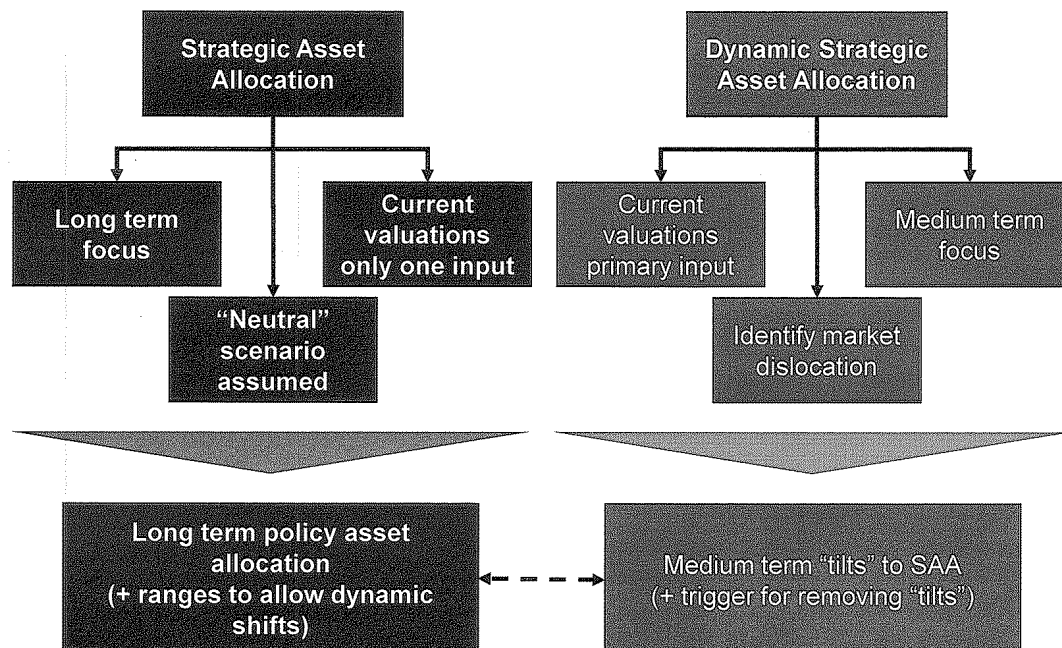 Strategic Asset
Allocation
Long term
focus
Current
valuations
only one input
“Neutral”
scenario
assumed
Long term policy asset
allocation
(+ ranges to allow dynamic
shifts)
Dynamic Strategic
Asset Allocation
Current
valuations
primary input
Medium term
focus
Identify market
dislocation
Medium term “tilts” to SAA
(+ trigger for removing “tilts”)